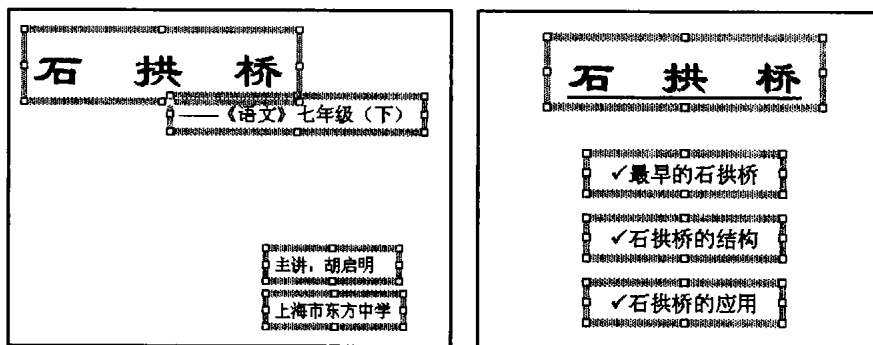 石 拱 桥
——《语文》七年级（下）
主讲：胡启明
上海市东方中学
石 拱 桥
✓最早的石拱桥
✓石拱桥的结构
✓石拱桥的应用